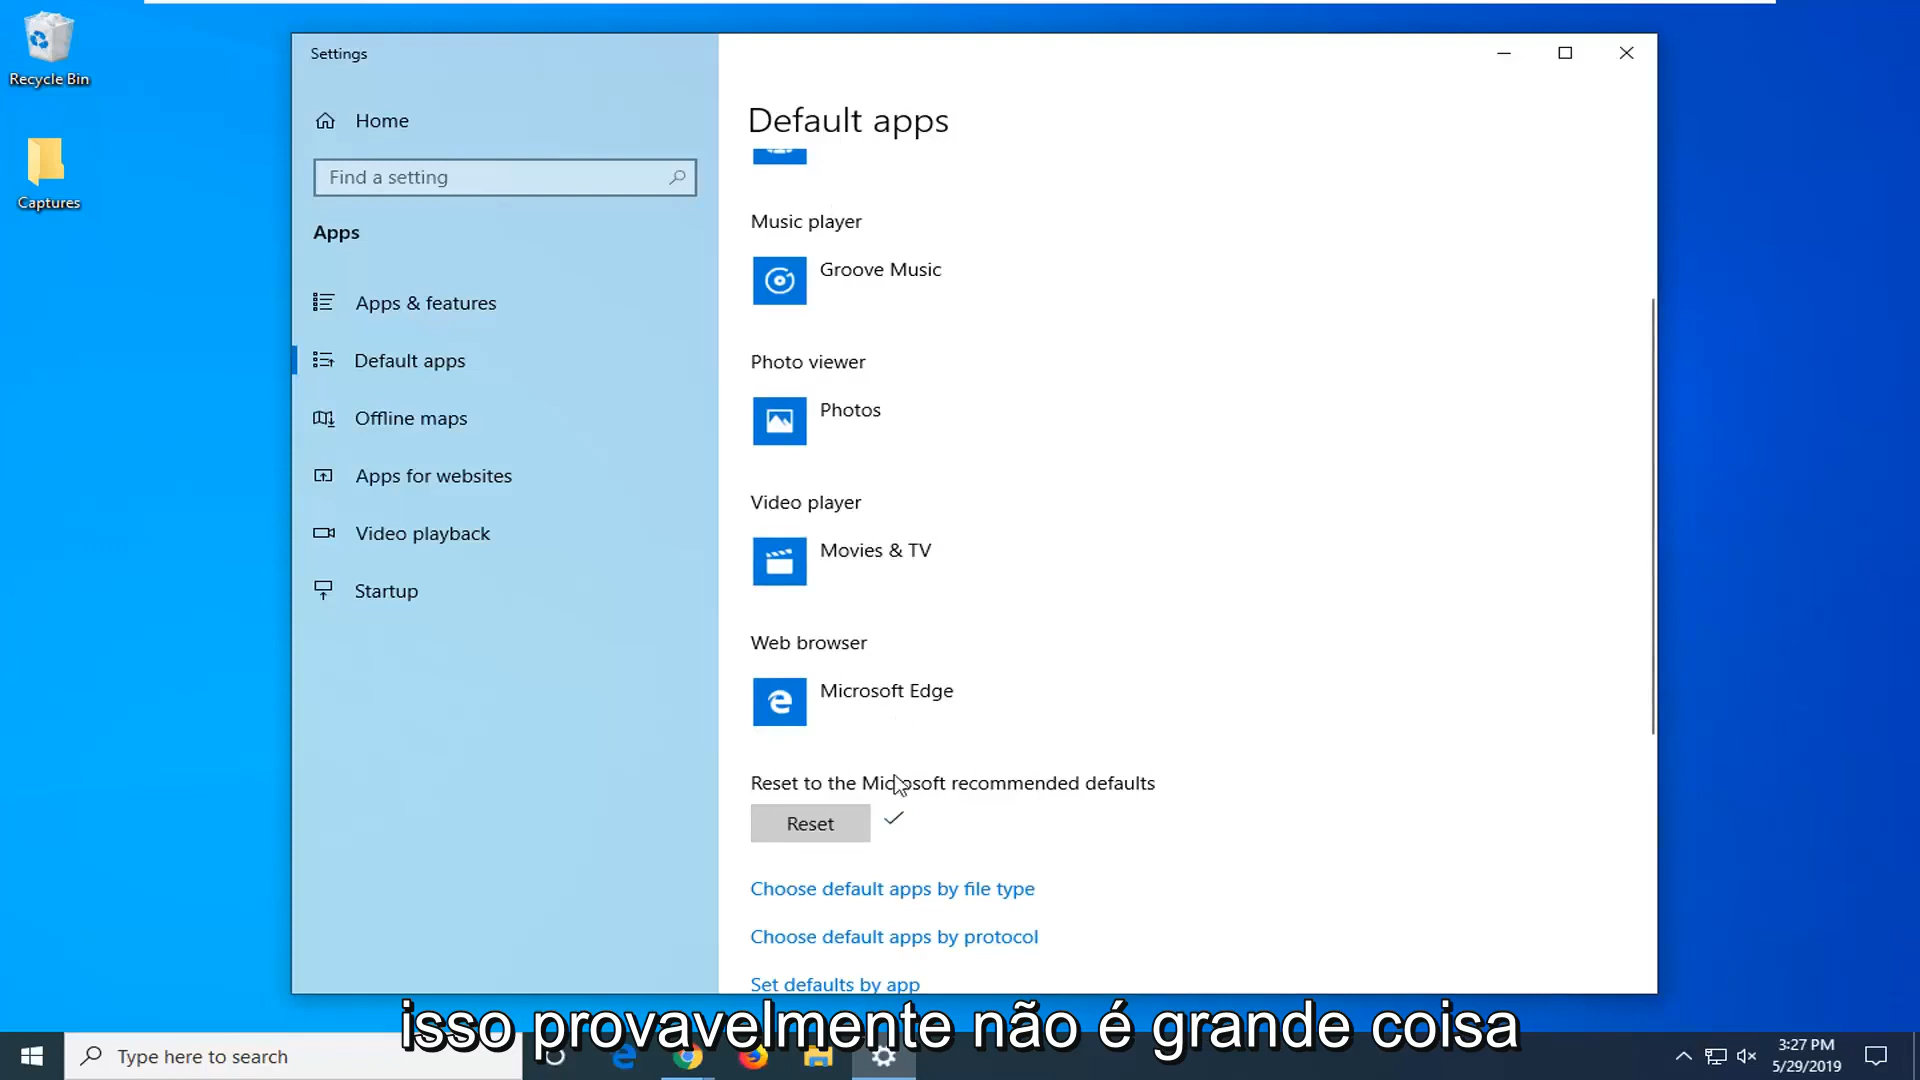 Recycle Bin
Captures
Settings
Home
Find a setting
Apps
Apps & features
Default apps
Offline maps
Apps for websites
Video playback
Startup
Default apps
Music player
Groove Music
Photo viewer
Photos
Video player
Movies & TV
Web browser
Microsoft Edge
Reset to the Microsoft recommended defaults
Reset
Choose default apps by file type
Choose default apps by protocol
Set defaults by app
isso provavelmente não é grande coisa
Type here to search
3:27 PM
5/29/2019